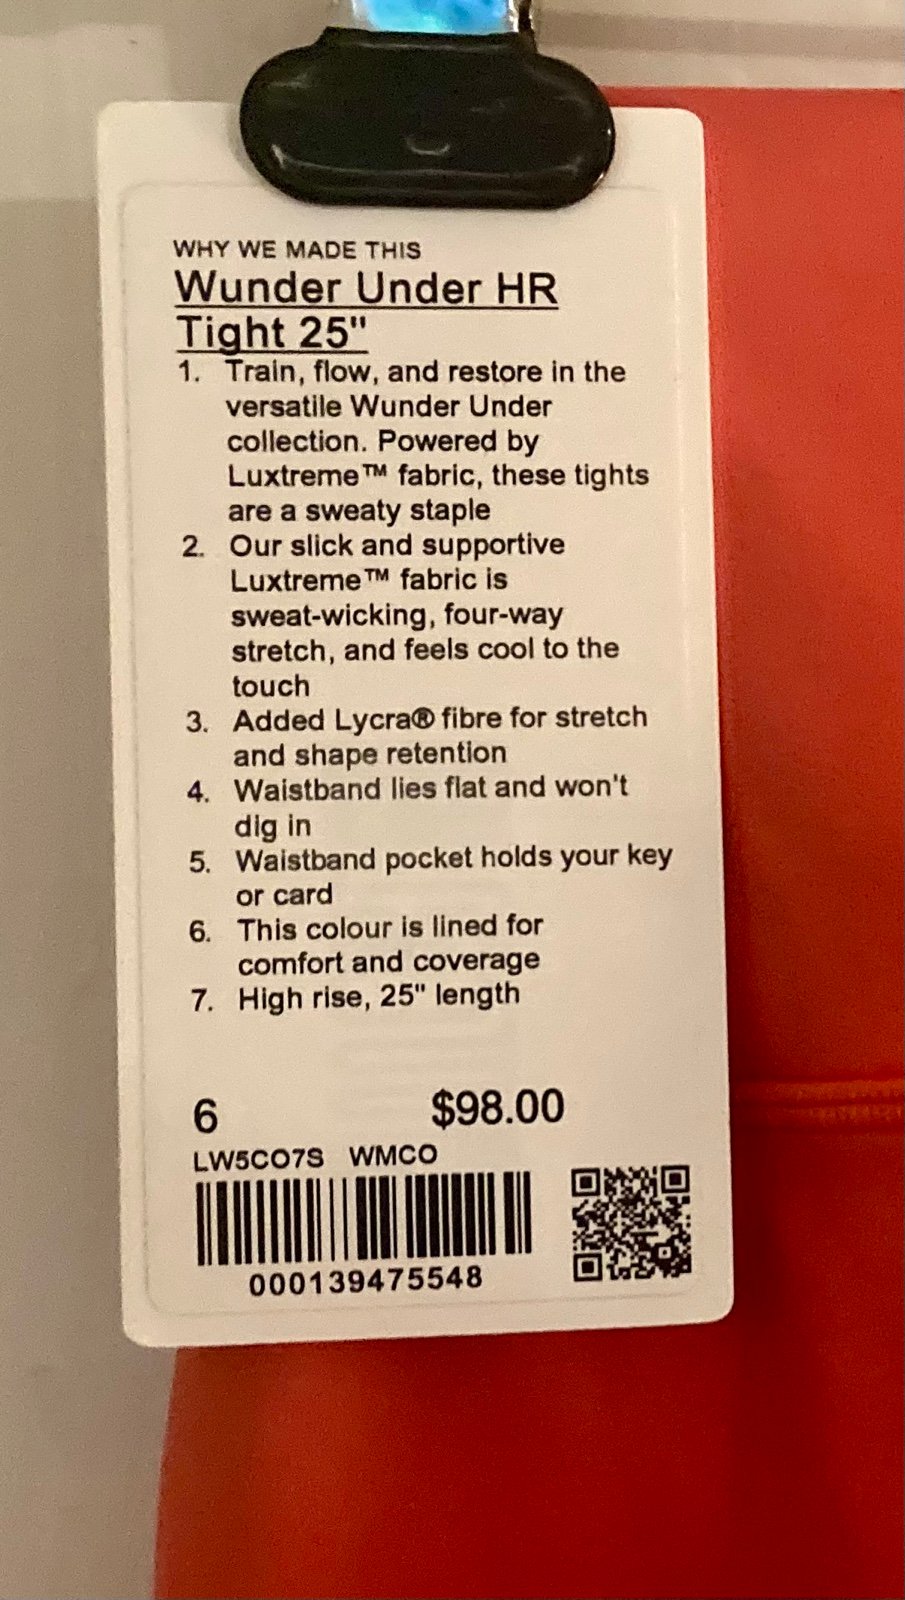 WHY WE MADE THIS
Wunder Under HR
Tight 25"
1. Train, flow, and restore in the
versatile Wunder Under
collection. Powered by
Luxtreme™ fabric, these tights
are a sweaty staple
2. Our slick and supportive
Luxtreme™ fabric is
sweat-wicking, four-way
stretch, and feels cool to the
touch
3. Added Lycra® fibre for stretch
and shape retention
4. Waistband lies flat and won't
dig in
5. Waistband pocket holds your key
or card
6. This colour is lined for
comfort and coverage
7. High rise, 25" length
6 $98.00
LW5CO7S WMCO
000139475548